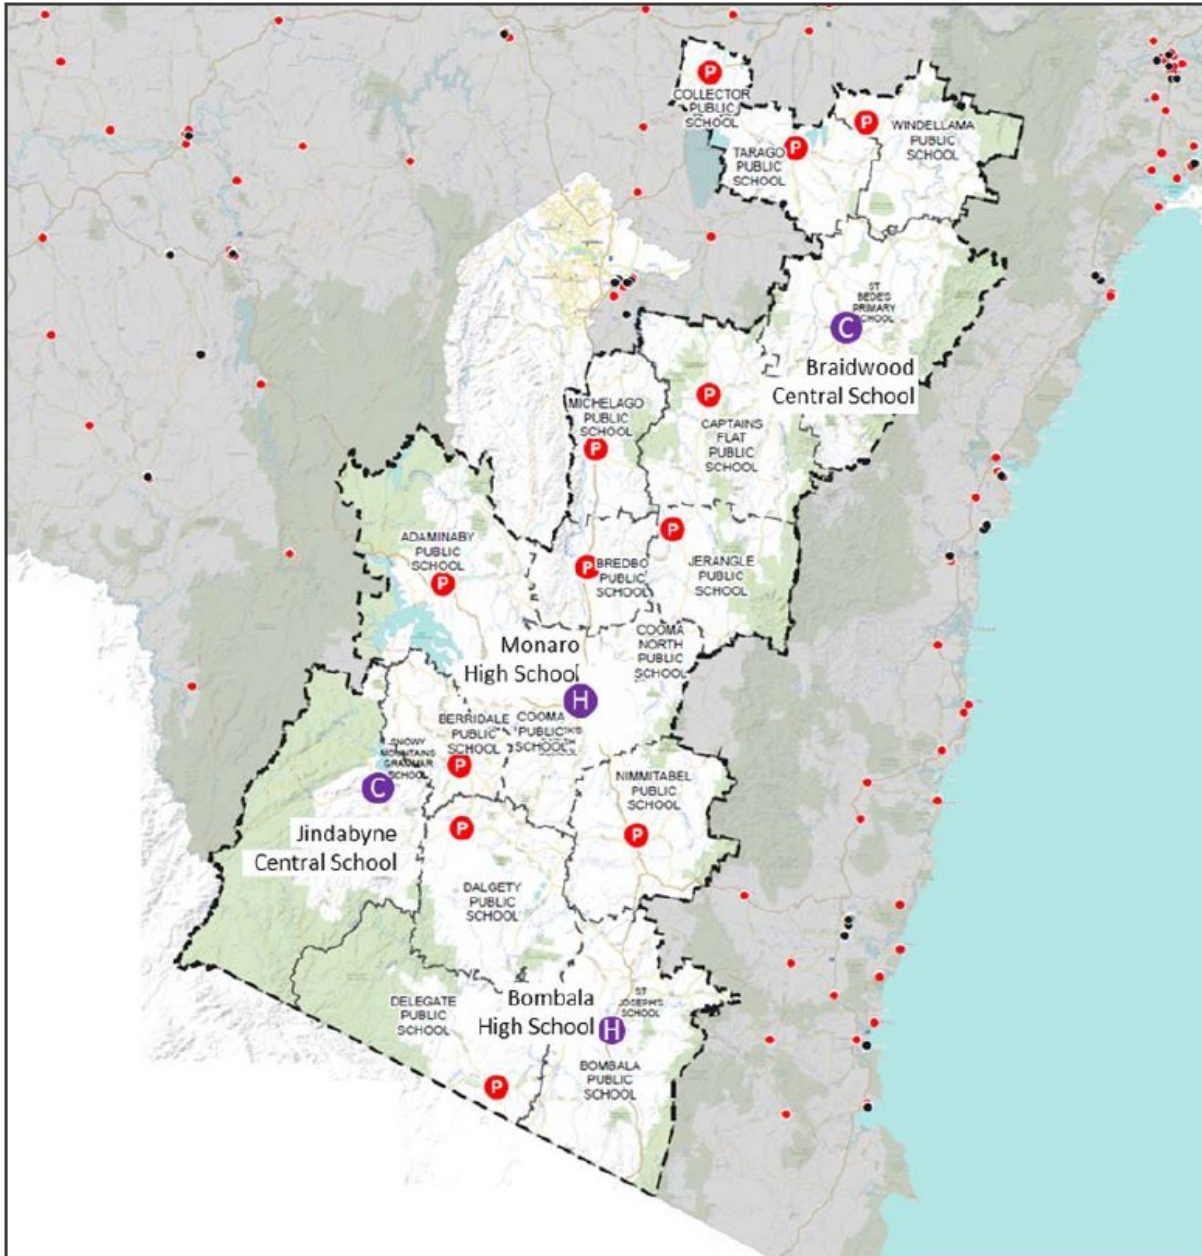 P
COLLECTOR
PUBLIC
SCHOOL
P
WINDELLAMA
PUBLIC
SCHOOL
P
TARAGO
PUBLIC
SCHOOL
ST
BEDE'S
PRIMARY
SCHOOL
C
Braidwood
Central School
P
CAPTAINS
FLAT
PUBLIC
SCHOOL
MICHELAGO
PUBLIC
SCHOOL
P
ADAMINABY
PUBLIC
SCHOOL
P
P
BREDBO
PUBLIC
SCHOOL
P
JERANGLE
PUBLIC
SCHOOL
COOMA
NORTH
PUBLIC
SCHOOL
Monaro
High School
H
BERRIDALE
PUBLIC
SCHOOL
P
COOMA
PUBLIC
SCHOOL
SNOWY
MOUNTAINS
GRAMMAR
SCHOOL
C
Jindabyne
Central School
NIMMITABEL
PUBLIC
SCHOOL
P
P
DALGETY
PUBLIC
SCHOOL
DELEGATE
PUBLIC
SCHOOL
P
Bombala
High School
H
ST
JOSEPH'S
SCHOOL
BOMBALA
PUBLIC
SCHOOL